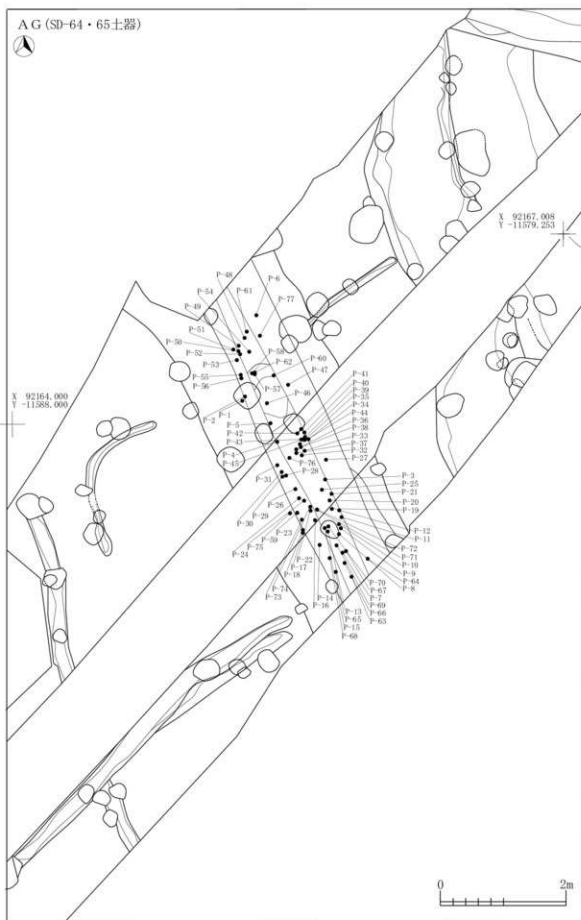 AG(SD-64・65土器)
X 92167.008
Y -11579.253
P-48
P-54
P-61
P-6
P-49
P-77
P-51
P-50
P-52
P-58
P-53
P-62
P-60
P-55
P-47
P-56
P-57
P-46
X 92164.000
Y -11588.000
P-41
P-40
P-39
P-35
P-34
P-44
P-36
P-38
P-33
P-37
P-32
P-27
P-2
P-1
P-5
P-42
P-43
P-4
P-45
P-76
P-28
P-31
P-3
P-25
P-21
P-20
P-19
P-26
P-29
P-30
P-12
P-11
P-23
P-59
P-75
P-24
P-72
P-71
P-10
P-9
P-64
P-8
P-22
P-17
P-18
P-74
P-73
P-70
P-67
P-7
P-69
P-66
P-63
P-14
P-16
P-13
P-65
P-15
P-68
0 2m